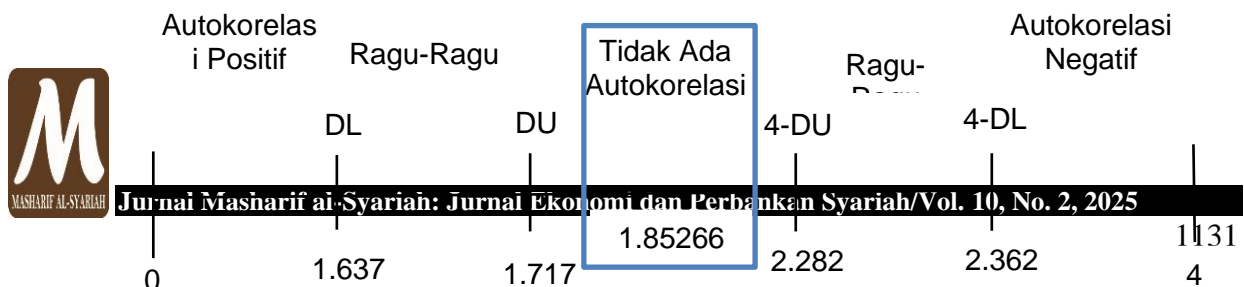 Autokorelas
i Positif
Ragu-Ragu
Tidak Ada
Autokorelasi
Ragu-
Ragu
Autokorelasi
Negatif
DL
DU
4-DU
4-DL
M
MASHARIF AL-SYARIAH
Jurnal Masharif al-Syariah: Jurnal Ekonomi dan Perbankan Syariah/Vol. 10, No. 2, 2025
1131
0
1.637
1.717
1.85266
2.282
2.362
4